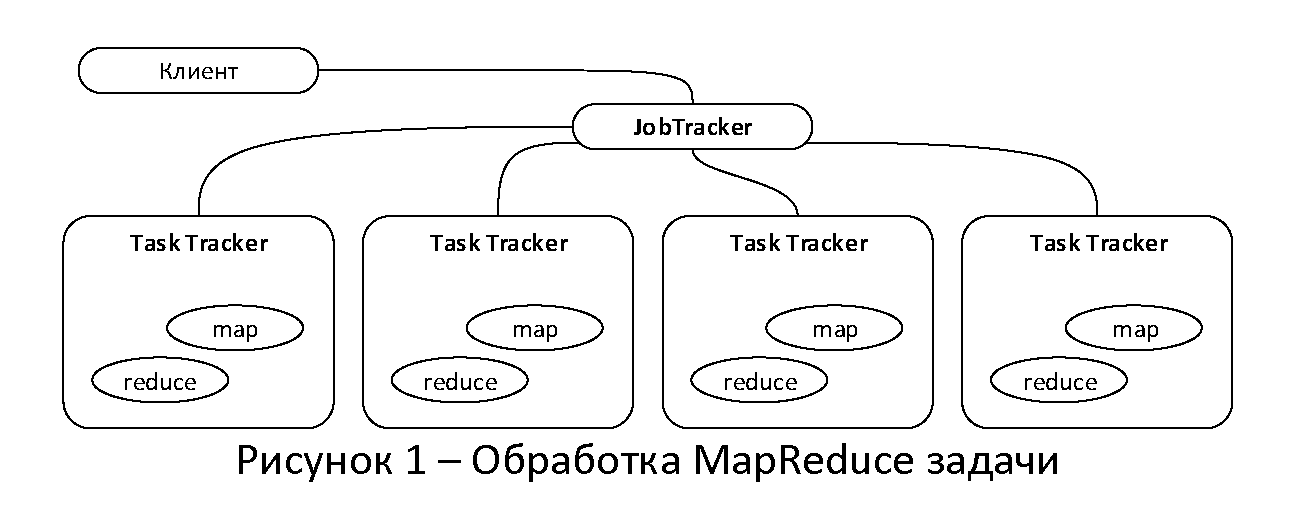 Клиент
JobTracker
Task Tracker
Task Tracker
Task Tracker
Task Tracker
map
map
map
map
reduce
reduce
reduce
reduce
Рисунок 1 – Обработка MapReduce задачи